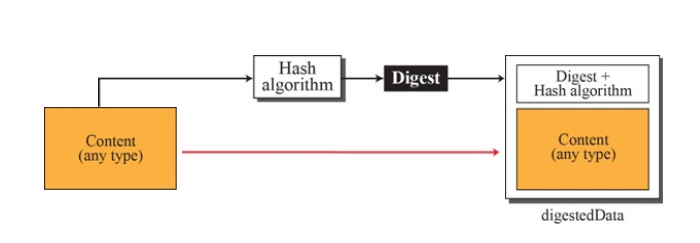 Hash
algorithm
Digest
Digest +
Hash algorithm
Content
(any type)
Content
(any type)
digestedData